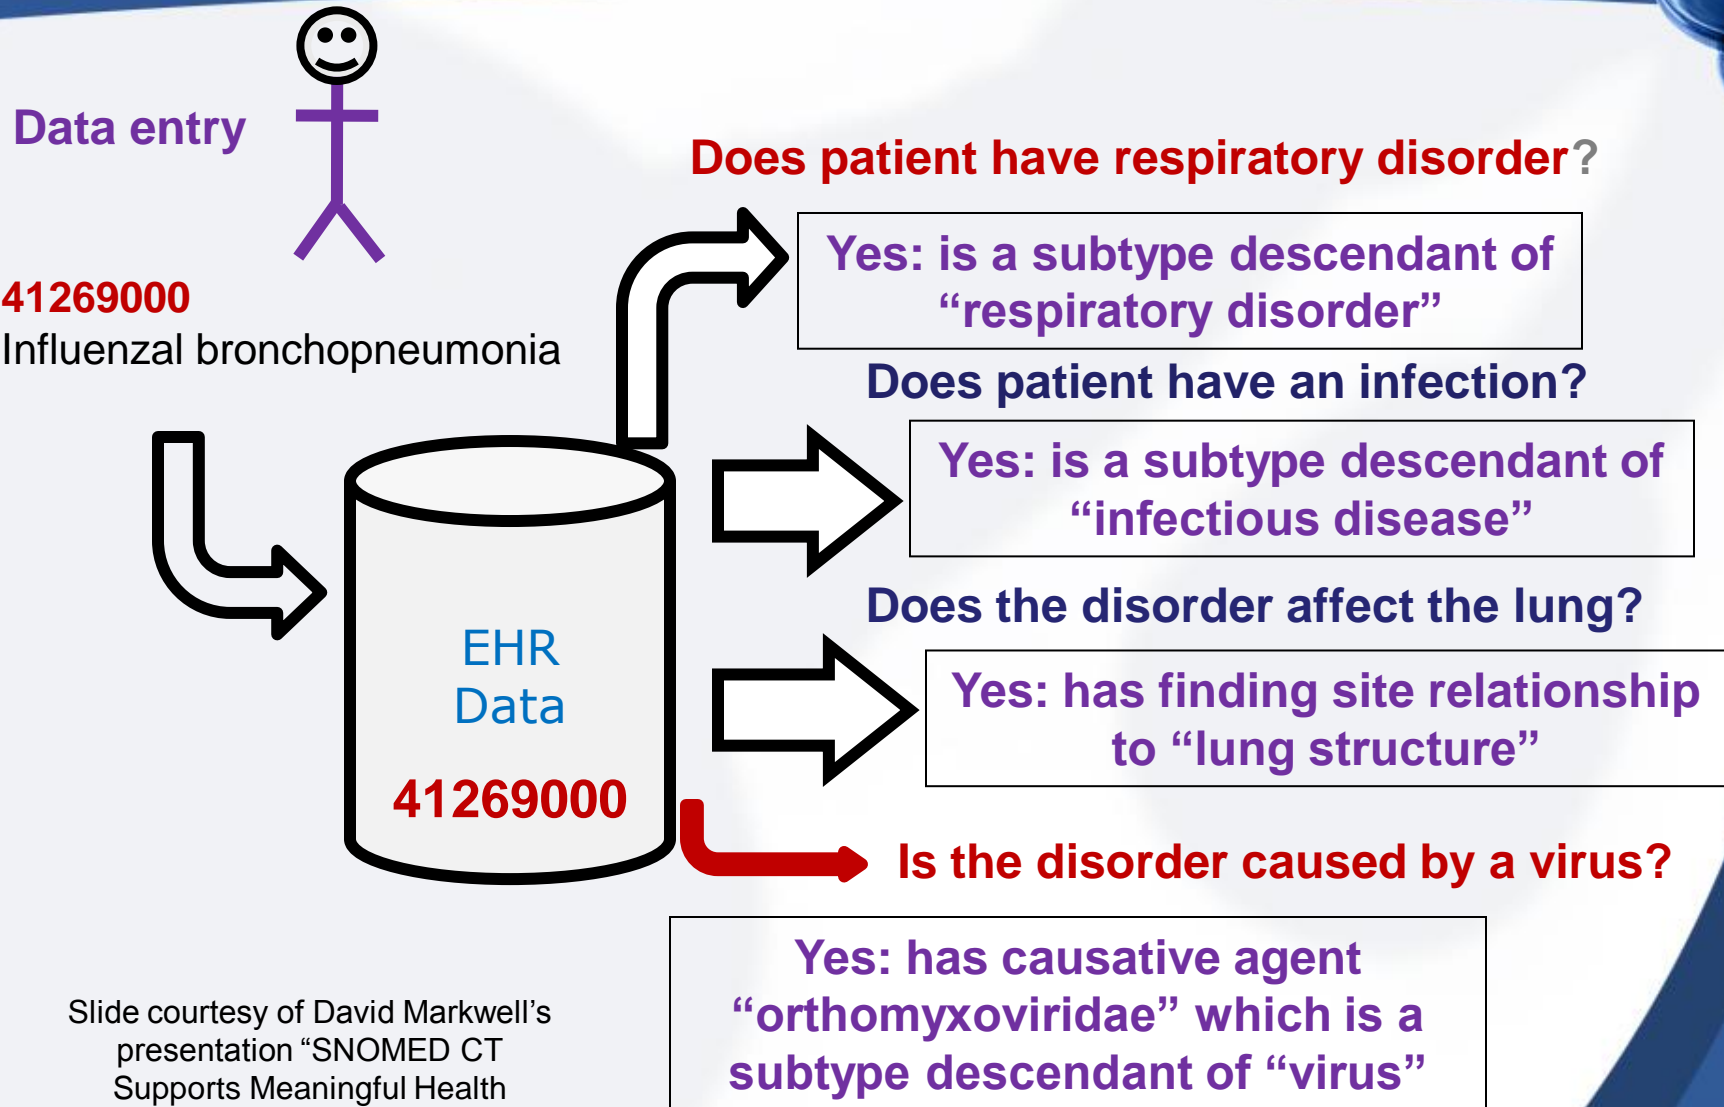 Data entry
41269000
Influenzal bronchopneumonia
EHR
Data
41269000
Does patient have respiratory disorder?
Yes: is a subtype descendant of
“respiratory disorder”
Does patient have an infection?
Yes: is a subtype descendant of
“infectious disease”
Does the disorder affect the lung?
Yes: has finding site relationship
to “lung structure”
Is the disorder caused by a virus?
Yes: has causative agent
“orthomyxoviridae” which is a
subtype descendant of “virus”
Slide courtesy of David Markwell’s
presentation “SNOMED CT
Supports Meaningful Health